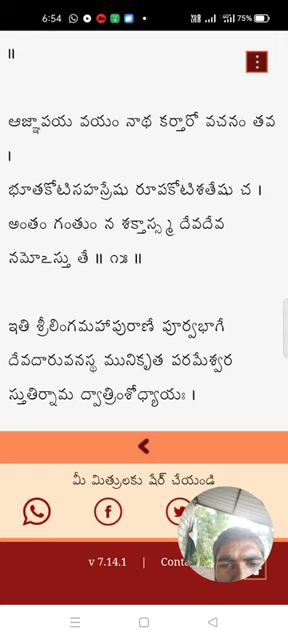 6:54
75%
॥
ఆజ్ఞాపయ వయం నాథ కర్తారో వచనం తవ
।
భూతకోటిసహస్రేషు రూపకోటిశతేషు చ ।
అంతం గంతుం న శక్తాస్స్మ దేవదేవ
నమోఽస్తు తే ॥ ౧౫ ॥
ఇతి శ్రీలింగమహాపురాణే పూర్వభాగే
దేవదారువనస్థ మునికృత పరమేశ్వర
స్తుతిర్నామ ద్వాత్రింశోధ్యాయః ।
మీ మిత్రులకు షేర్ చేయండి
v 7.14.1 | Conta